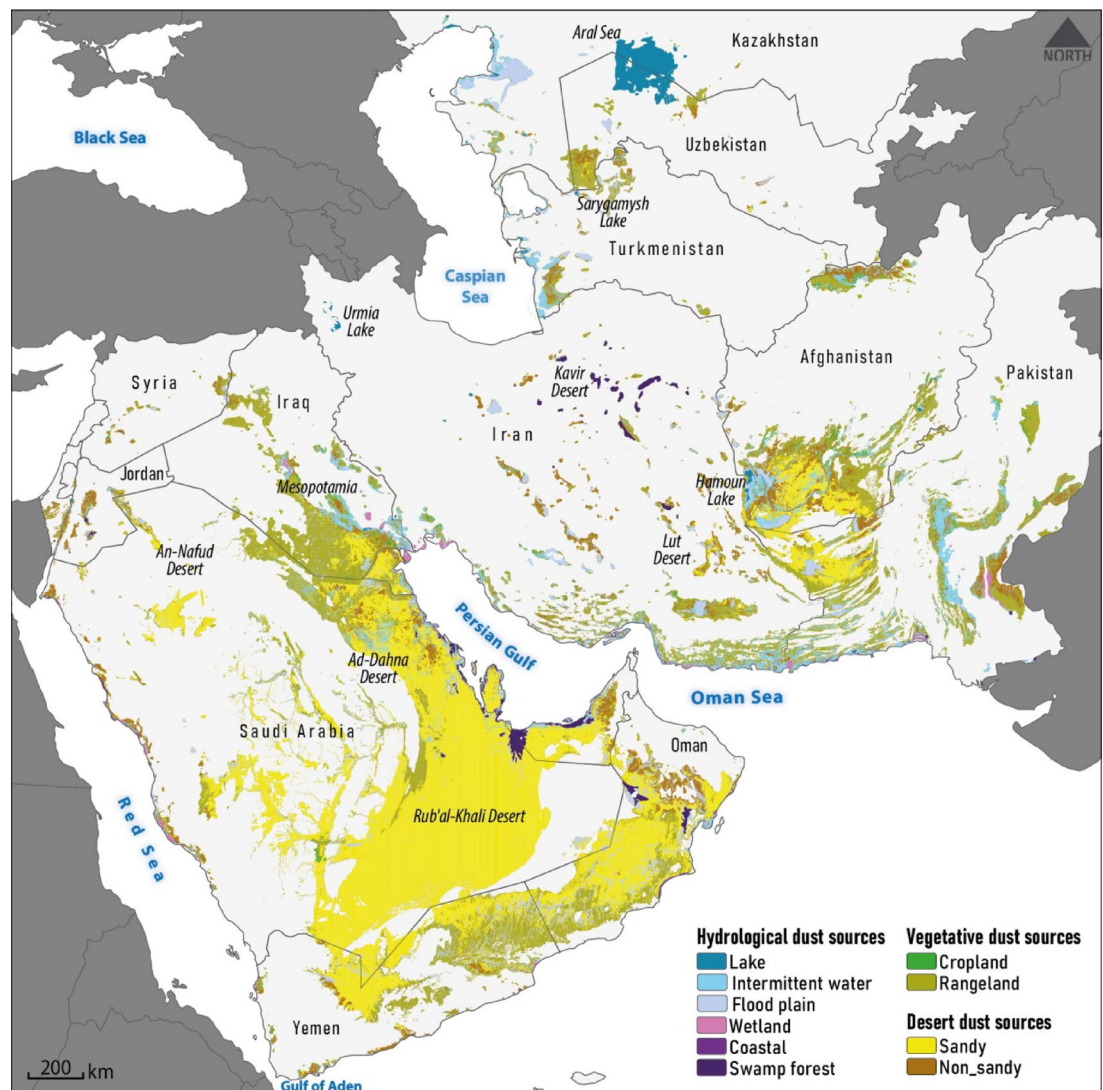 Aral Sea
Kazakhstan
NORTH
Black Sea
Uzbekistan
Sarygamysh
Lake
Turkmenistan
Caspian
Sea
Urmia
Lake
Afghanistan
Kavir
Desert
Pakistan
Syria
Iraq
Iran
Jordan
Mesopotamia
Hamoun
Lake
An-Nafud
Desert
Lut
Desert
Persian Gulf
Ad-Dahna
Desert
Oman Sea
Saudi Arabia
Oman
Rub'al-Khali Desert
Red Sea
Yemen
Gulf of Aden
200 km
Hydrological dust sources
Lake
Intermittent water
Flood plain
Wetland
Coastal
Swamp forest
Vegetative dust sources
Cropland
Rangeland
Desert dust sources
Sandy
Non_sandy